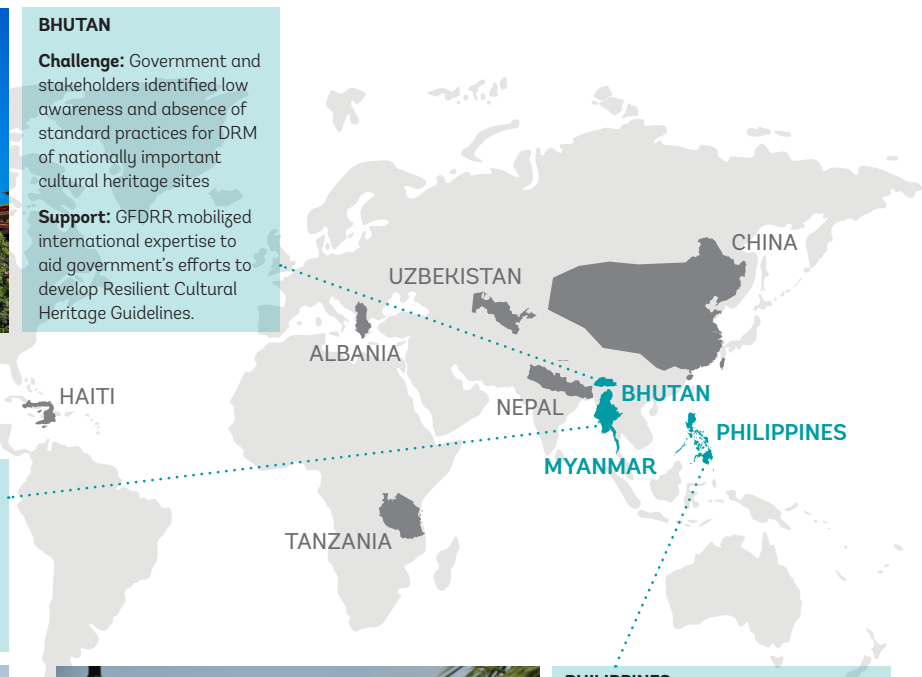 BHUTAN
Challenge: Government and
stakeholders identified low
awareness and absence of
standard practices for DRM
of nationally important
cultural heritage sites
Support: GFDRR mobilized
international expertise to
aid government's efforts to
develop Resilient Cultural
Heritage Guidelines.
CHINA
UZBEKISTAN
ALBANIA
HAITI
NEPAL
BHUTAN
PHILIPPINES
MYANMAR
TANZANIA
PHILIPPINES